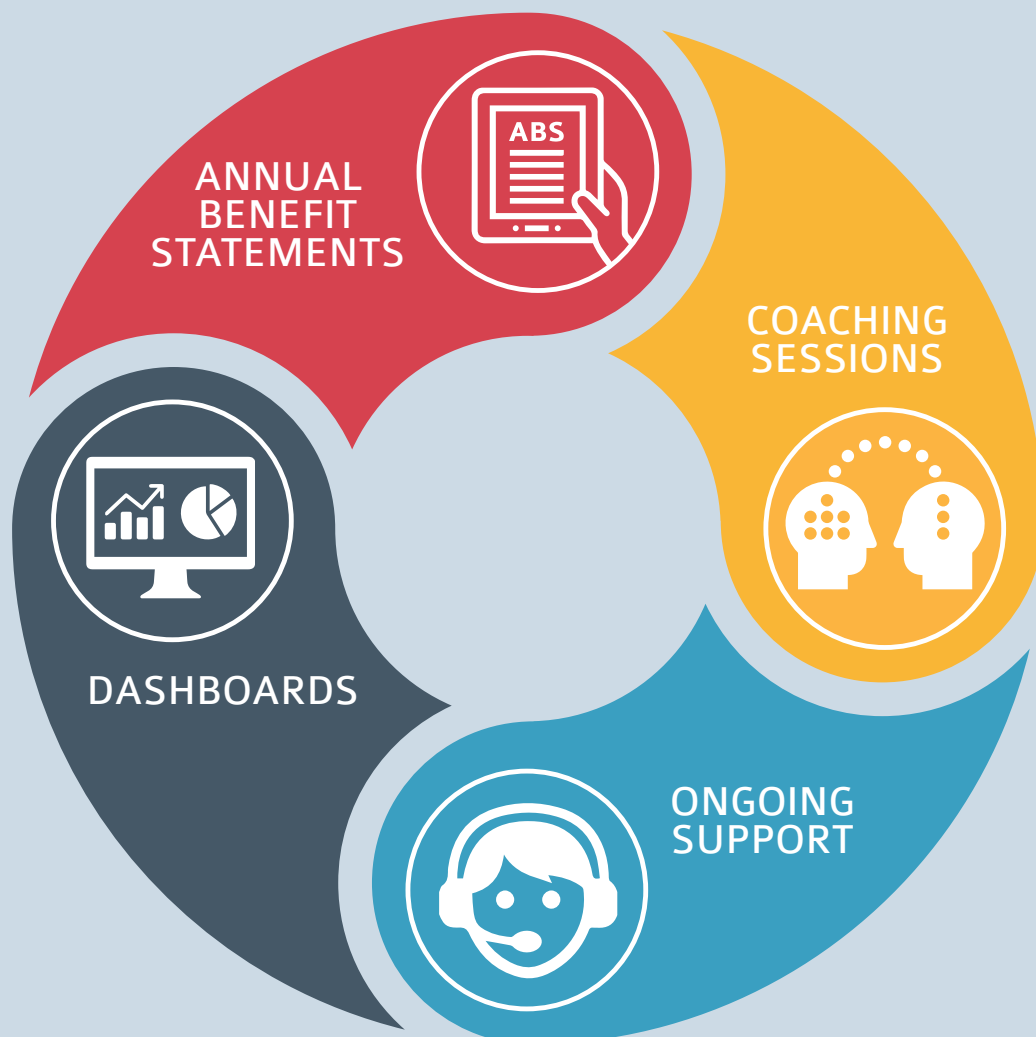 ANNUAL
BENEFIT
STATEMENTS
ABS
COACHING
SESSIONS
DASHBOARDS
ONGOING
SUPPORT